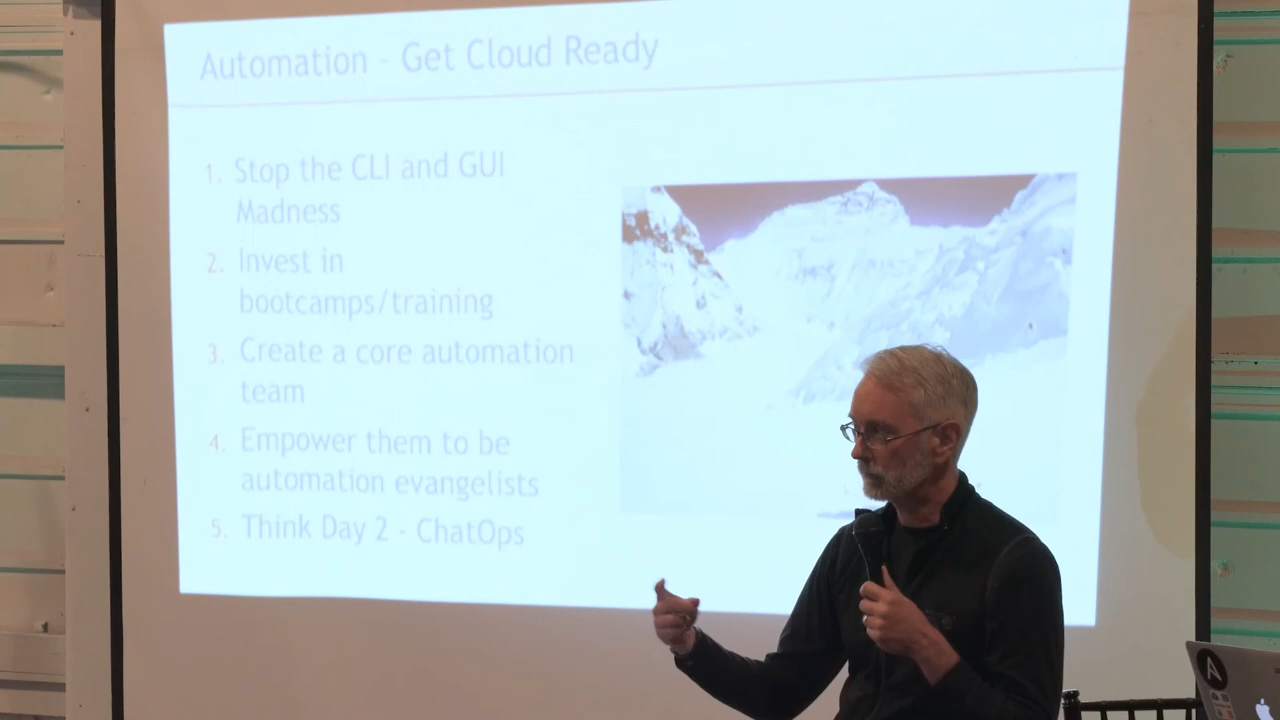 Automation - Get Cloud Ready
1. Stop the CLI and GUI
Madness
2. Invest in
bootcamps/training
3. Create a core automation
team
4. Empower them to be
automation evangelists
5. Think Day 2 - ChatOps
A